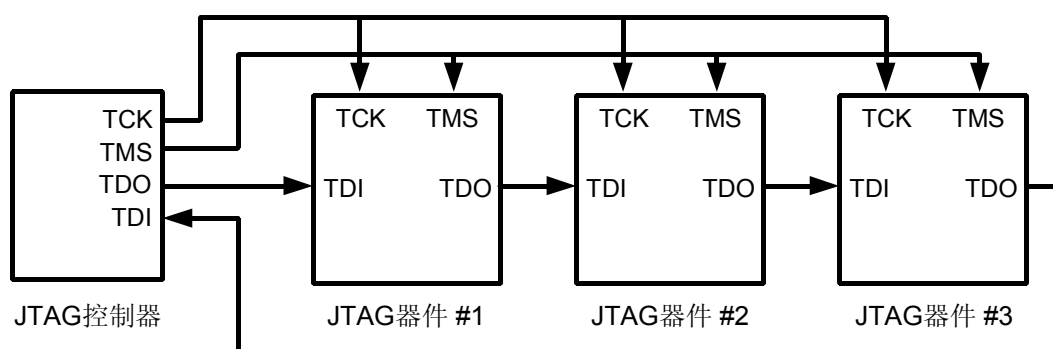 TCK
TMS
TDO
TDI
JTAG控制器
TCK TMS
TDI TDO
JTAG器件 #1
TCK TMS
TDI TDO
JTAG器件 #2
TCK TMS
TDI TDO
JTAG器件 #3